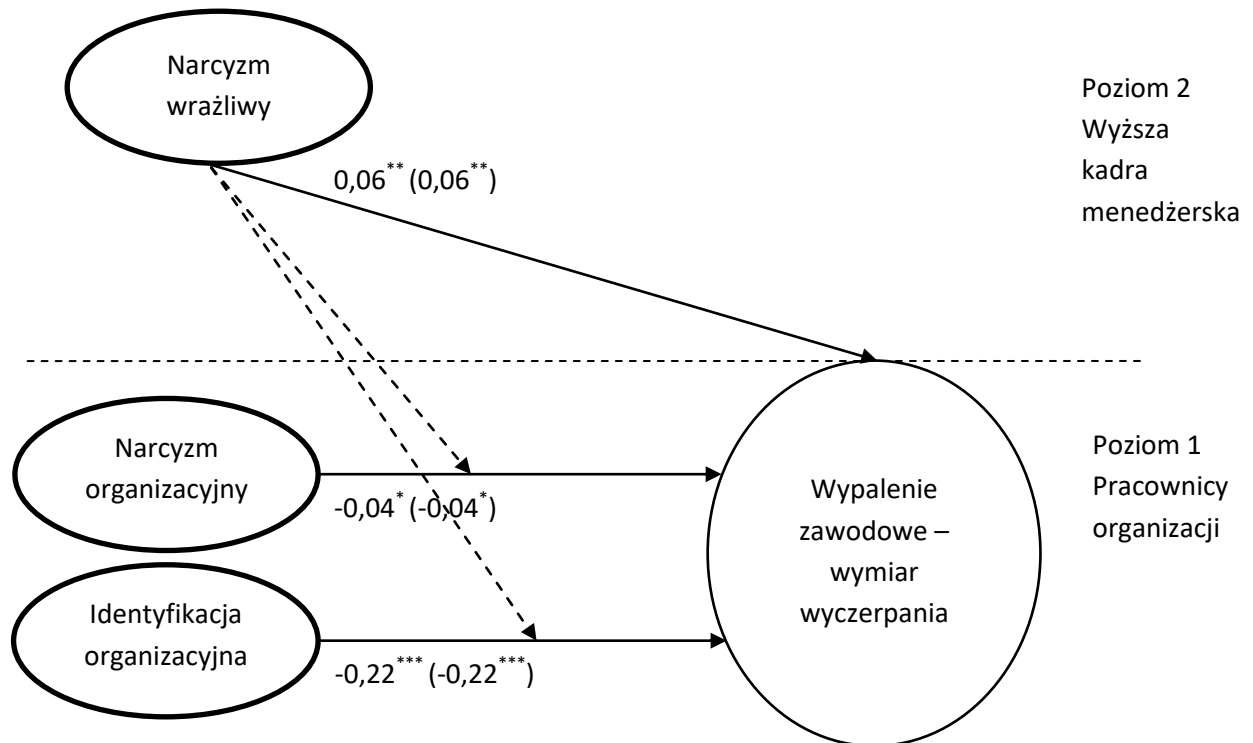 Narcyzm
wrażliwy
Poziom 2
Wyższa
kadra
menedżerska
0,06** (0,06**)
Narcyzm
organizacyjny
-0,04* (-0,04*)
Poziom 1
Pracownicy
organizacji
Wypalenie
zawodowe –
wymiar
wyczerpania
Identyfikacja
organizacyjna
-0,22*** (-0,22***)